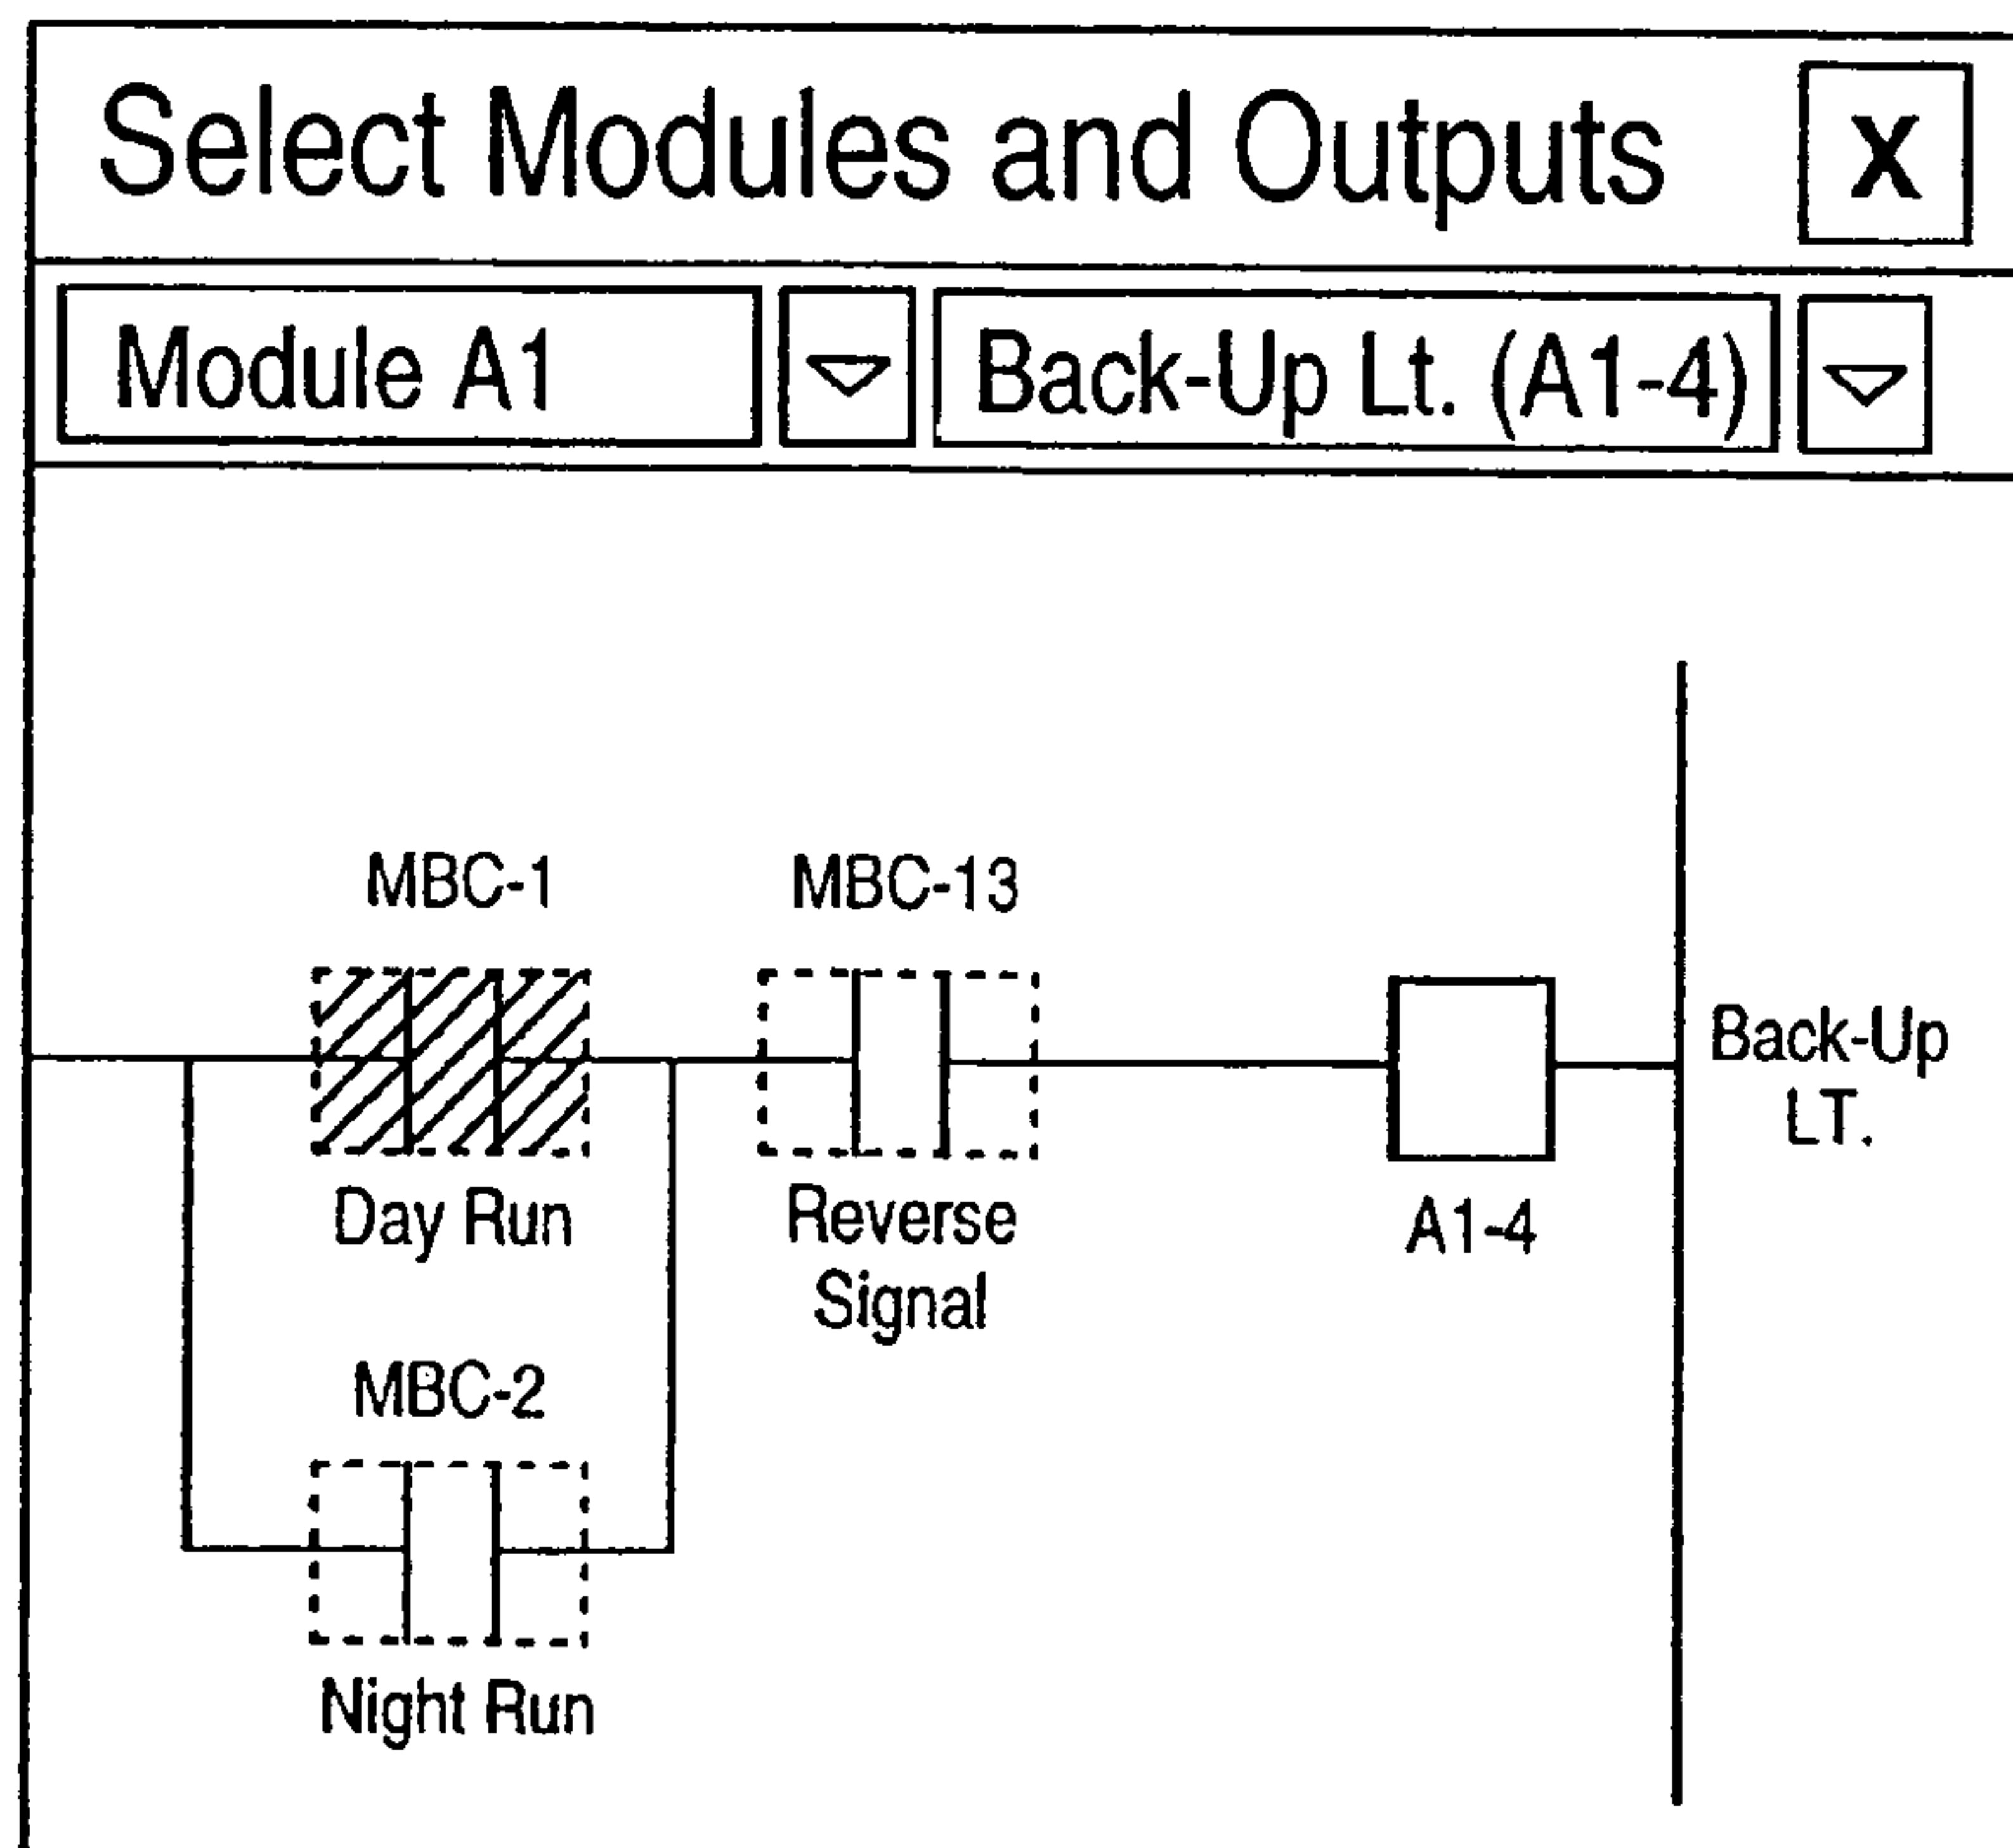 Select Modules and Outputs X
Module A1 Back-Up Lt. (A1-4)
MBC-1 MBC-13
Back-Up
LT.
Day Run Reverse
Signal
A1-4
MBC-2
Night Run